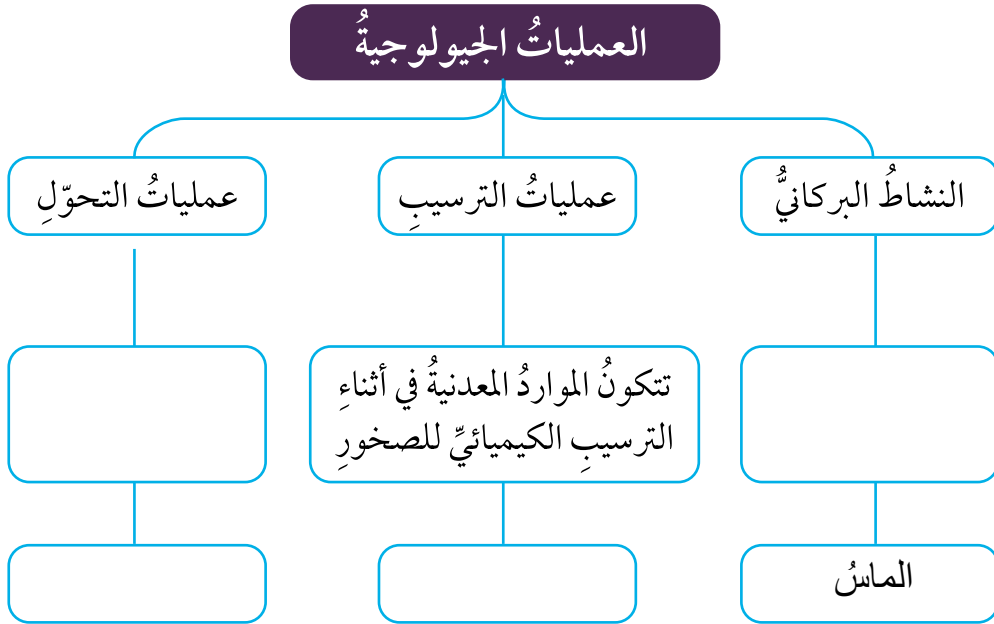 العملياتُ الجيولوجيةُ
النشاطُ البركانيُّ
عملياتُ الترسيبِ
عملياتُ التحوّلِ
تتكونُ المواردُ المعدنيةُ في أثناءِ
الترسيبِ الكيميائيِّ للصخورِ
الماسُ